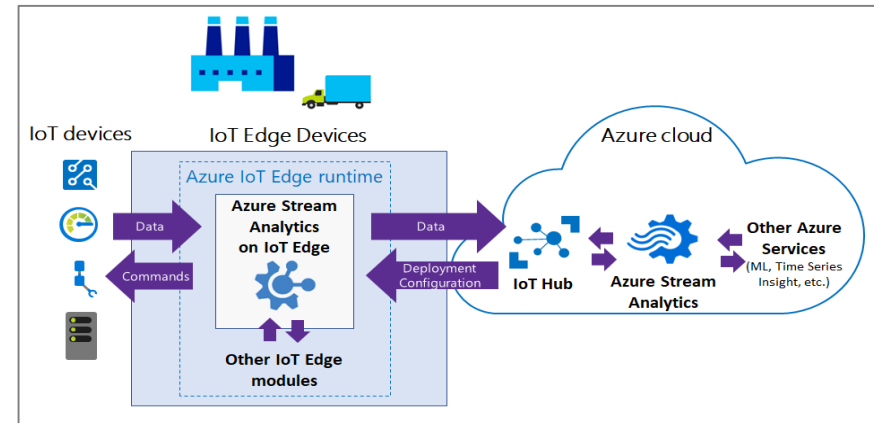 IoT devices
IoT Edge Devices
Azure cloud
Azure IoT Edge runtime
Azure Stream
Analytics
on IoT Edge
Data
Commands
Other IoT Edge
modules
Data
Deployment
Configuration
IoT Hub
Azure Stream
Analytics
Other Azure
Services
(ML, Time Series
Insight, etc.)